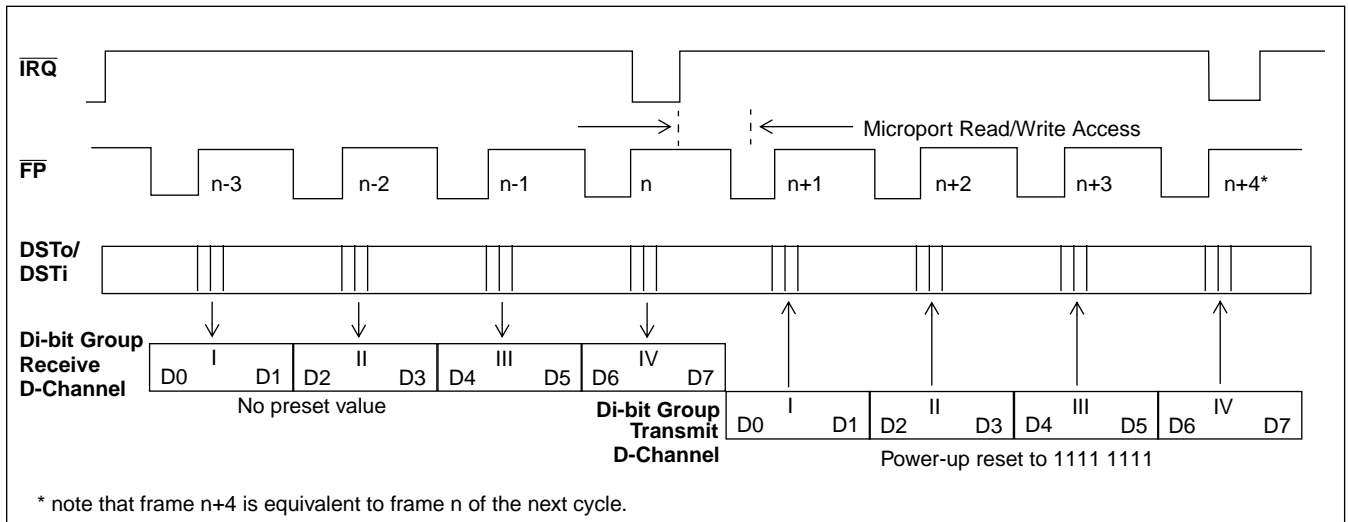 IRQ
Microport Read/Write Access
FP
n-3 n-2 n-1 n n+1 n+2 n+3 n+4*
DSTo/
DSTi
Di-bit Group
Receive
D-Channel
I II III IV
D0 D1 D2 D3 D4 D5 D6 D7
No preset value
Di-bit Group
Transmit
D-Channel
I II III IV
D0 D1 D2 D3 D4 D5 D6 D7
Power-up reset to 1111 1111
* note that frame n+4 is equivalent to frame n of the next cycle.